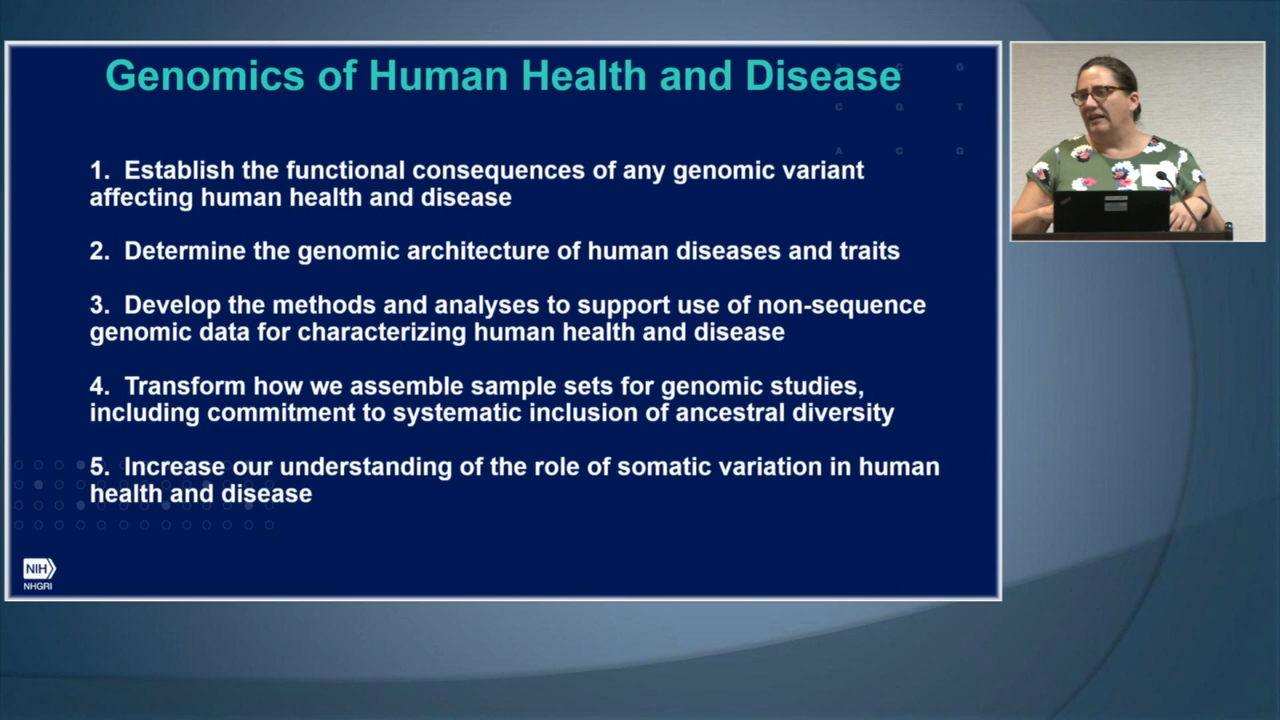 Genomics of Human Health and Disease
A C G
C G T
A C G
1. Establish the functional consequences of any genomic variant
affecting human health and disease
2. Determine the genomic architecture of human diseases and traits
3. Develop the methods and analyses to support use of non-sequence
genomic data for characterizing human health and disease
4. Transform how we assemble sample sets for genomic studies,
including commitment to systematic inclusion of ancestral diversity
5. Increase our understanding of the role of somatic variation in human
health and disease
NIH
NHGRI